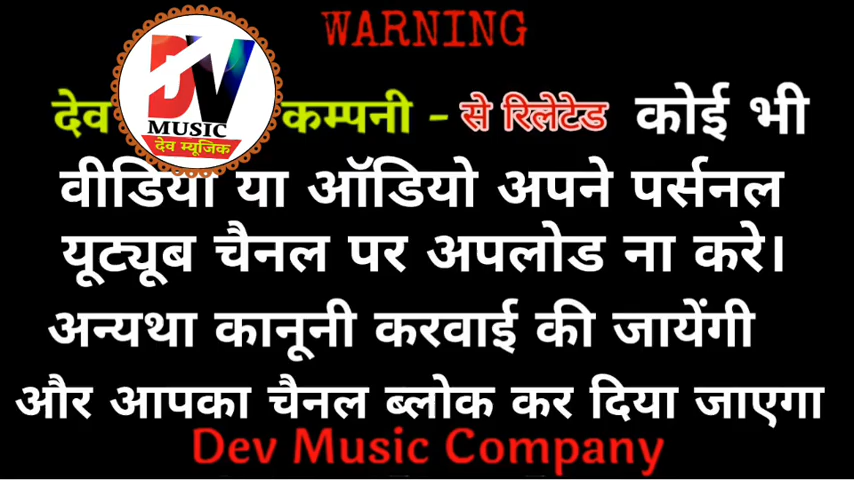 WARNING
DV
MUSIC
देव म्यूजिक
देव कम्पनी - से रिलेटेड कोई भी
वीडियो या ऑडियो अपने पर्सनल
यूट्यूब चैनल पर अपलोड ना करे।
अन्यथा कानूनी करवाई की जायेंगी
और आपका चैनल ब्लोक कर दिया जाएगा
Dev Music Company